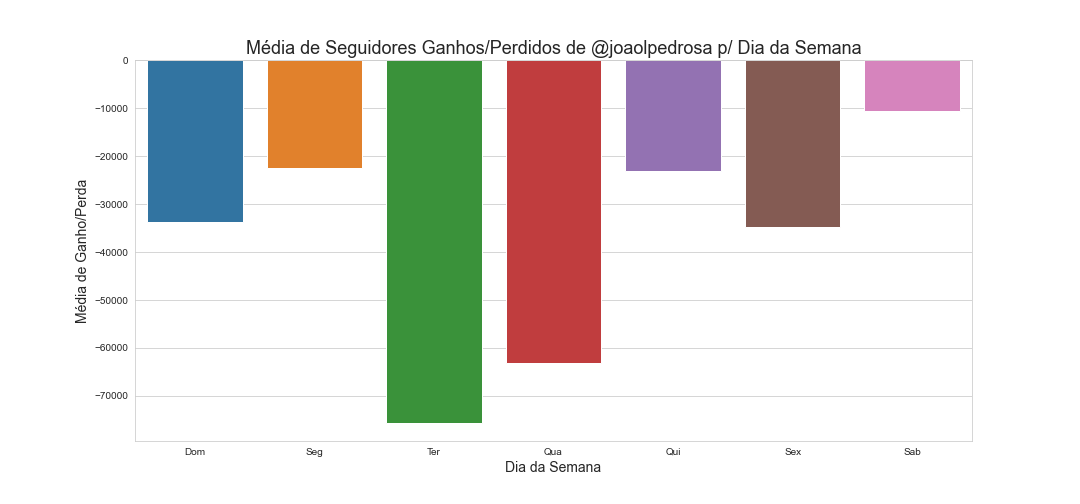 Média de Seguidores Ganhos/Perdidos de @joaolpedrosa p/ Dia da Semana
Média de Ganho/Perda
0
−10000
−20000
−30000
−40000
−50000
−60000
−70000
Dom Seg Ter Qua Qui Sex Sab
Dia da Semana